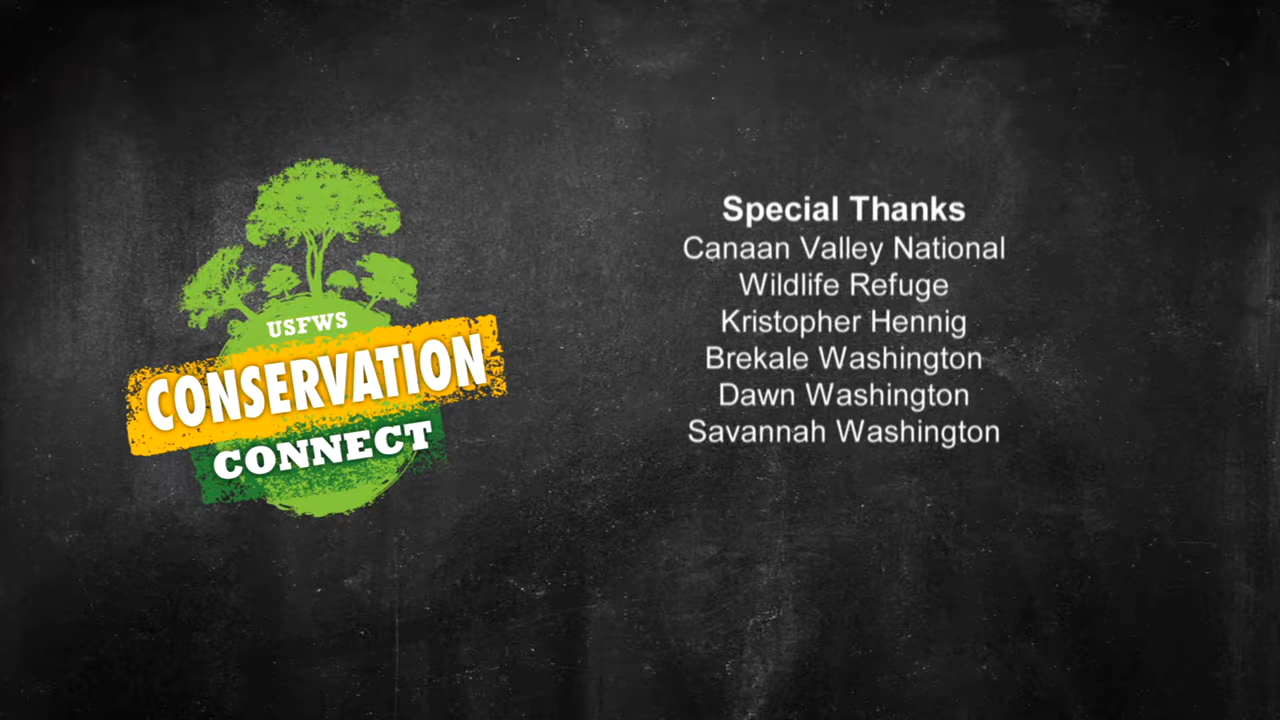 USFWS
CONSERVATION
CONNECT
Special Thanks
Canaan Valley National
Wildlife Refuge
Kristopher Hennig
Brekale Washington
Dawn Washington
Savannah Washington